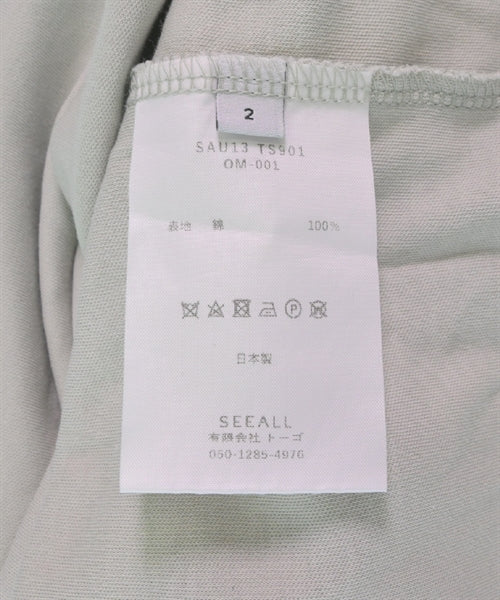 2
SAU13 TS901
OM-001
表地 綿 100%
P
日本製
SEEALL
有限会社 トーゴ
050-1285-4976